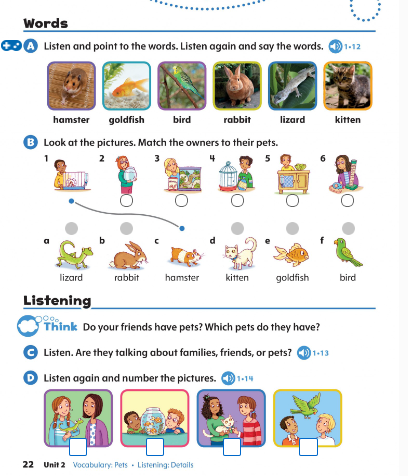 Words
A Listen and point to the words. Listen again and say the words. 1•12
hamster goldfish bird rabbit lizard kitten
B Look at the pictures. Match the owners to their pets.
1 2 3 4 5 6
a b c d e f
lizard rabbit hamster kitten goldfish bird
Listening
Think Do your friends have pets? Which pets do they have?
C Listen. Are they talking about families, friends, or pets? 1•13
D Listen again and number the pictures. 1•14
22 Unit 2 Vocabulary: Pets • Listening: Details